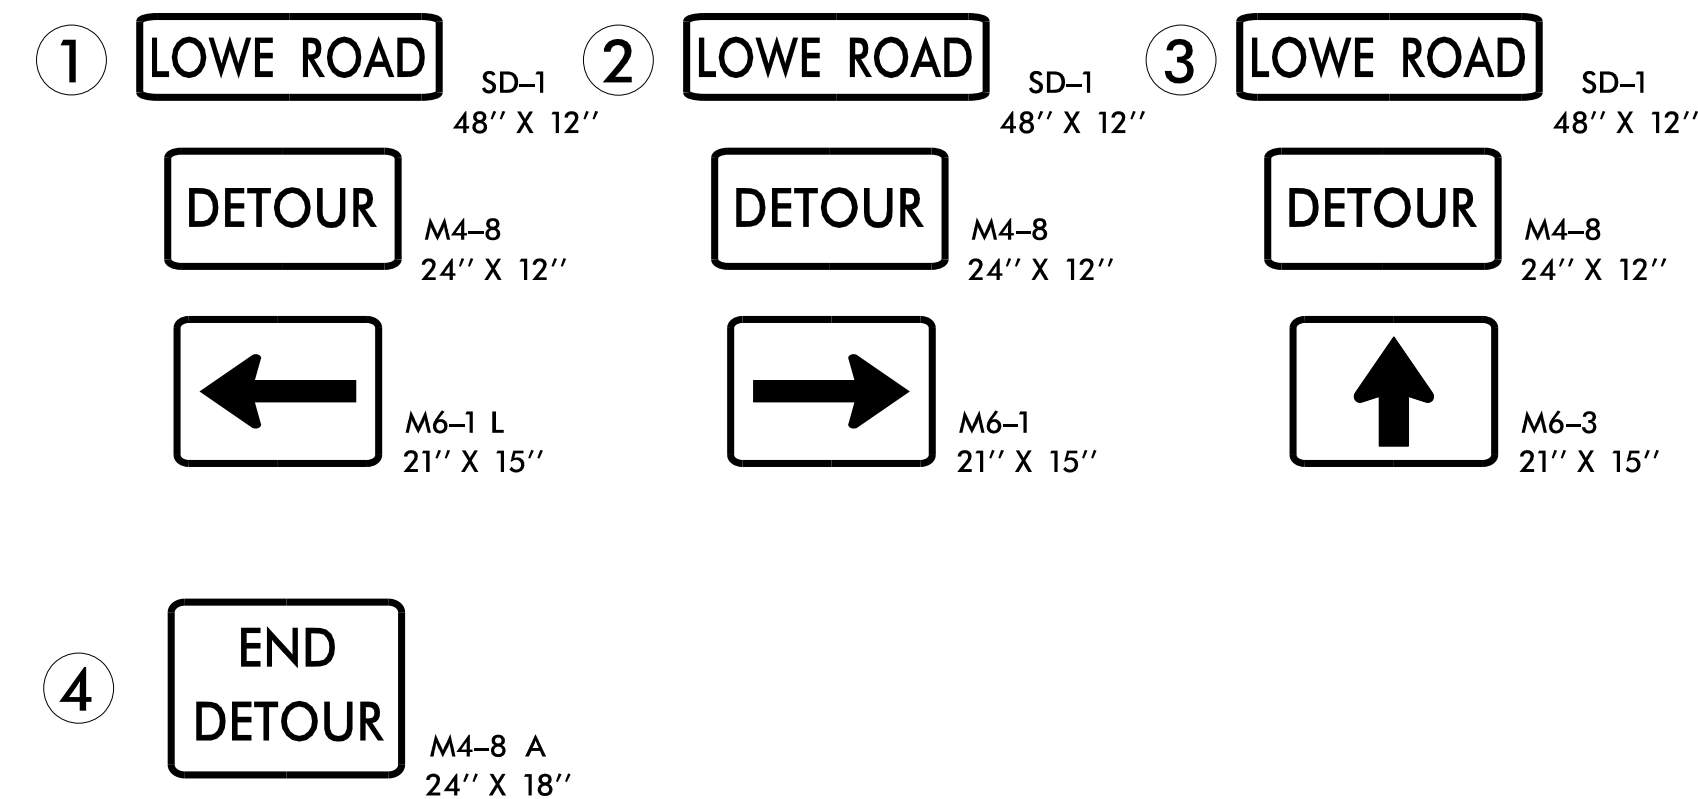 1
LOWE ROAD
SD–1
48'' X 12''
DETOUR
M4–8
24'' X 12''
M6–1 L
21'' X 15''
2
LOWE ROAD
SD–1
48'' X 12''
DETOUR
M4–8
24'' X 12''
M6–1
21'' X 15''
3
LOWE ROAD
SD–1
48'' X 12''
DETOUR
M4–8
24'' X 12''
M6–3
21'' X 15''
4
END
DETOUR
M4–8 A
24'' X 18''